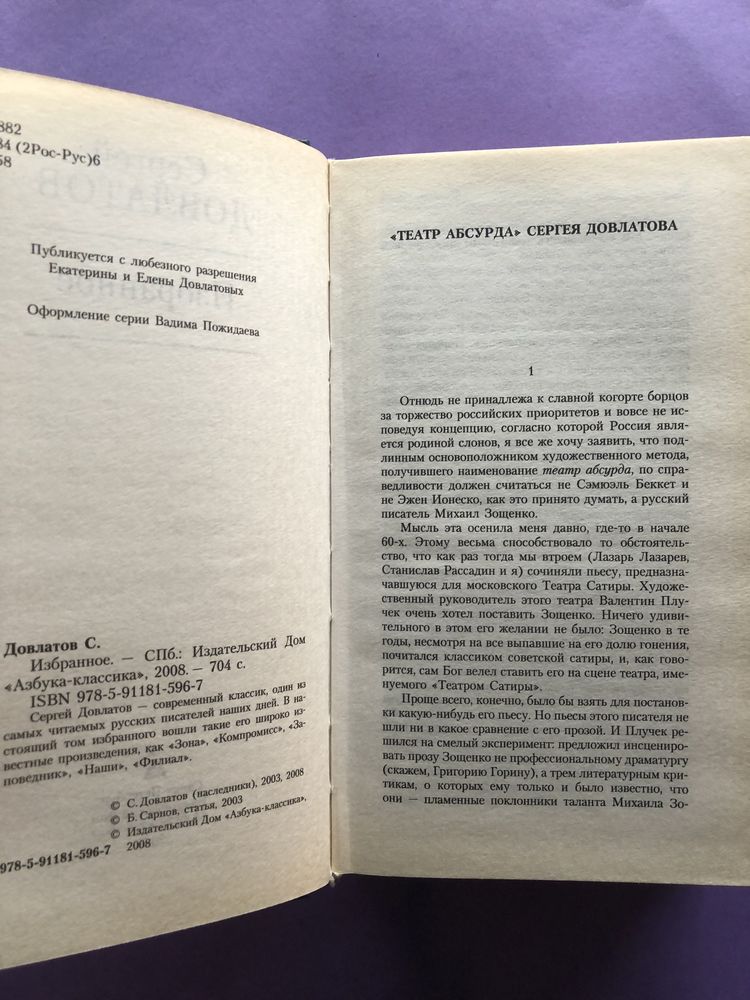 882
84 (2Рос-Рус)6
58
Публикуется с любезного разрешения
Екатерины и Елены Довлатовых
Оформление серии Вадима Пожидаева
Довлатов С.
Избранное. — СПб.: Издательский Дом
«Азбука-классика», 2008. — 704 с.
ISBN 978-5-91181-596-7
Сергей Довлатов — современный классик, один из
самых читаемых русских писателей наших дней. В на-
стоящий том избранного вошли такие его широко из-
вестные произведения, как «Зона», «Компромисс», «За-
поведник», «Наши», «Филиал».
© С. Довлатов (наследники), 2003, 2008
© Б. Сарнов, статья, 2003
© Издательский Дом «Азбука-классика»,
2008
978-5-91181-596-7
«ТЕАТР АБСУРДА» СЕРГЕЯ ДОВЛАТОВА
1
Отнюдь не принадлежа к славной когорте борцов
за торжество российских приоритетов и вовсе не ис-
поведуя концепцию, согласно которой Россия явля-
ется родиной слонов, я все же хочу заявить, что под-
линным основоположником художественного метода,
получившего наименование театр абсурда, по спра-
ведливости должен считаться не Сэмюэль Беккет и
не Эжен Ионеско, как это принято думать, а русский
писатель Михаил Зощенко.
Мысль эта осенила меня давно, где-то в начале
60-х. Этому весьма способствовало то обстоятель-
ство, что как раз тогда мы втроем (Лазарь Лазарев,
Станислав Рассадин и я) сочиняли пьесу, предназна-
чавшуюся для московского Театра Сатиры. Художе-
ственный руководитель этого театра Валентин Плу-
чек очень хотел поставить Зощенко. Ничего удиви-
тельного в этом его желании не было: Зощенко в те
годы, несмотря на все выпавшие на его долю гонения,
почитался классиком советской сатиры, и, как гово-
рится, сам Бог велел ставить его на сцене театра, име-
нуемого «Театром Сатиры».
Проще всего, конечно, было бы взять для постанов-
ки какую-нибудь его пьесу. Но пьесы этого писателя не
шли ни в какое сравнение с его прозой. И Плучек ре-
шился на смелый эксперимент: предложил инсцениро-
вать прозу Зощенко не профессиональному драматургу
(скажем, Григорию Горину), а трем литературным кри-
тикам, о которых ему только и было известно, что
они — пламенные поклонники таланта Михаила Зо-